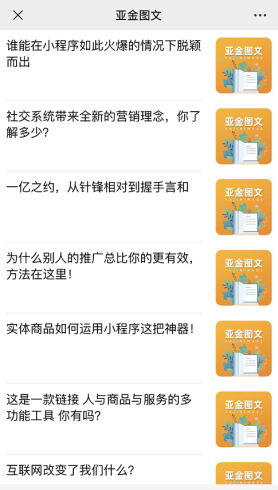 亚金图文
谁能在小程序如此火爆的情况下脱颖
而出
亚金图文
社交系统带来全新的营销理念，你了
解多少？
亚金图文
一亿之约，从针锋相对到握手言和
亚金图文
为什么别人的推广总比你的更有效，
方法在这里！
亚金图文
实体商品如何运用小程序这把神器！
亚金图文
这是一款链接 人与商品与服务的多
功能工具 你有吗？
亚金图文
互联网改变了我们什么？
亚金图文